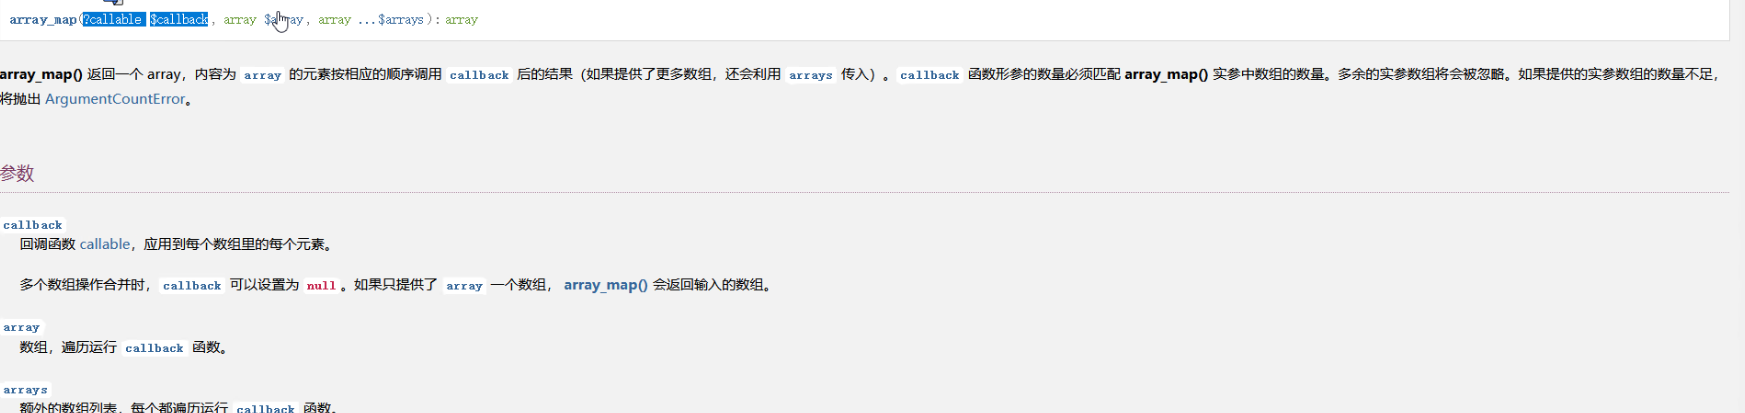 array_map(?callable $callback, array $array, array ...$arrays): array
array_map() 返回一个 array，内容为 array 的元素按相应的顺序调用 callback 后的结果（如果提供了更多数组，还会利用 arrays 传入）。callback 函数形参的数量必须匹配 array_map() 实参中数组的数量。多余的实参数组将会被忽略。如果提供的实参数组的数量不足，
将抛出 ArgumentCountError。
参数
callback
回调函数 callable，应用到每个数组里的每个元素。
多个数组操作合并时，callback 可以设置为 null。如果只提供了 array 一个数组， array_map() 会返回输入的数组。
array
数组，遍历运行 callback 函数。
arrays
额外的数组列表，每个都遍历运行 callback 函数。